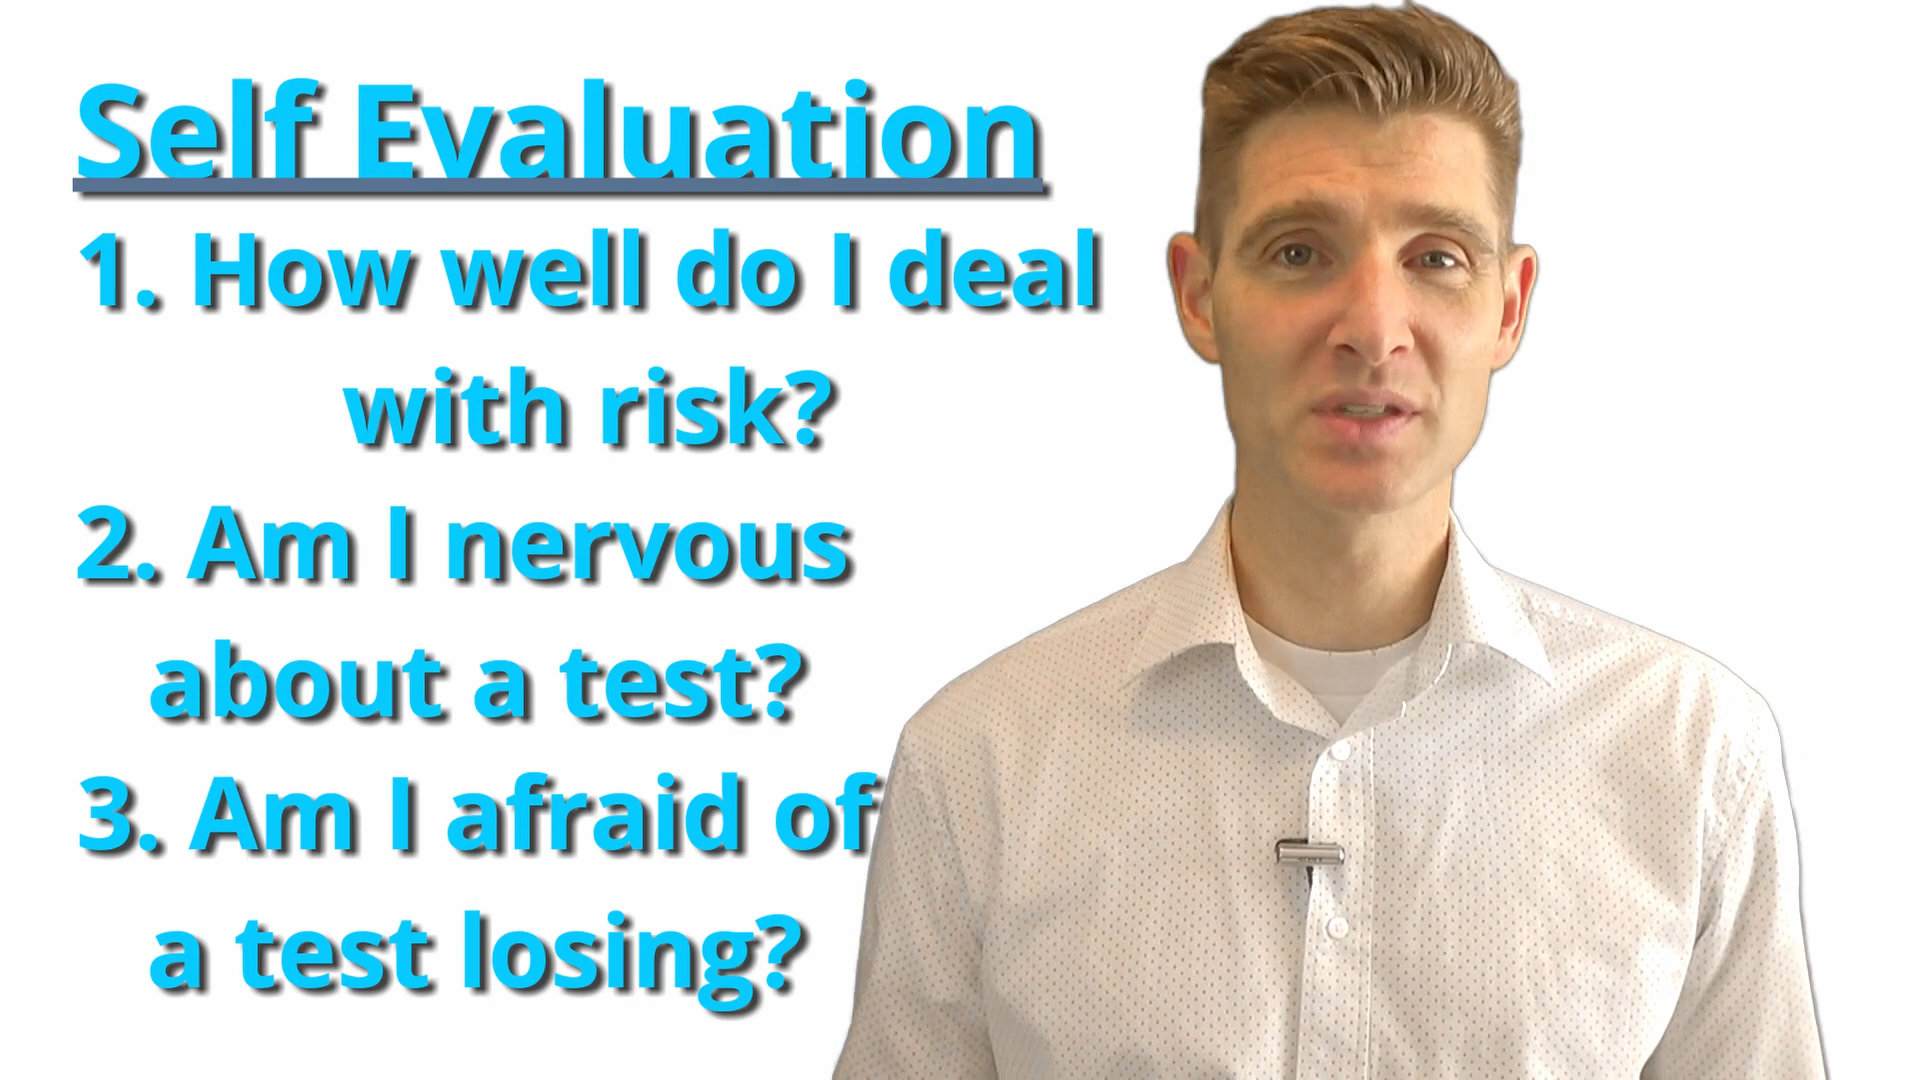 Self Evaluation
1. How well do I deal
with risk?
2. Am I nervous
about a test?
3. Am I afraid of
a test losing?